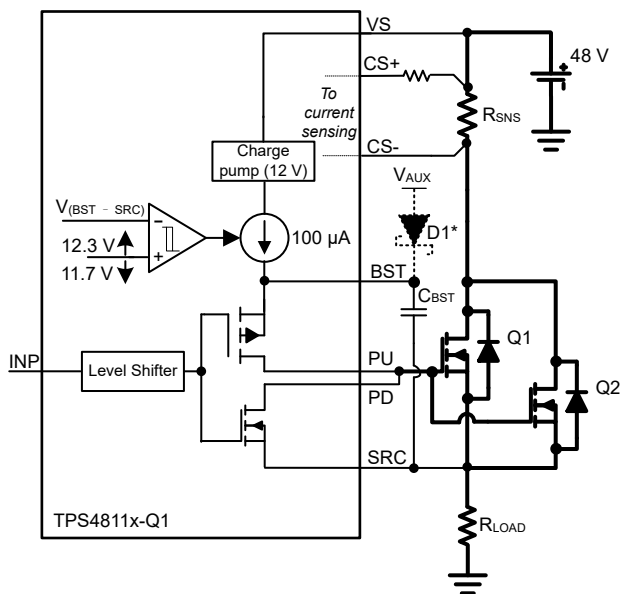 VS
CS+
48 V
To
current
sensing
RSNS
CS-
Charge
pump (12 V)
VAUX
V(BST – SRC)
-
+
12.3 V
11.7 V
100 µA
D1*
BST
CBST
INP
Level Shifter
PU
PD
Q1
Q2
SRC
TPS4811x-Q1
RLOAD